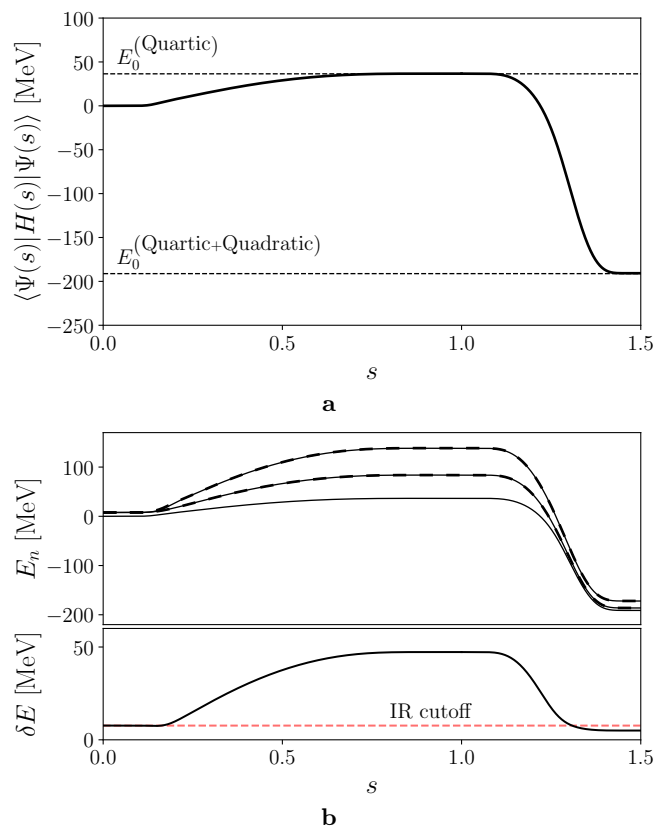 ⟨Ψ(s)|H(s)|Ψ(s)⟩ [MeV]
100
50
0
−50
−100
−150
−200
−250
E₀^(Quartic)
E₀^(Quartic+Quadratic)
0.0 0.5 1.0 1.5
s
a
E_n [MeV]
100
0
−100
−200
δE [MeV]
50
0
IR cutoff
0.0 0.5 1.0 1.5
s
b